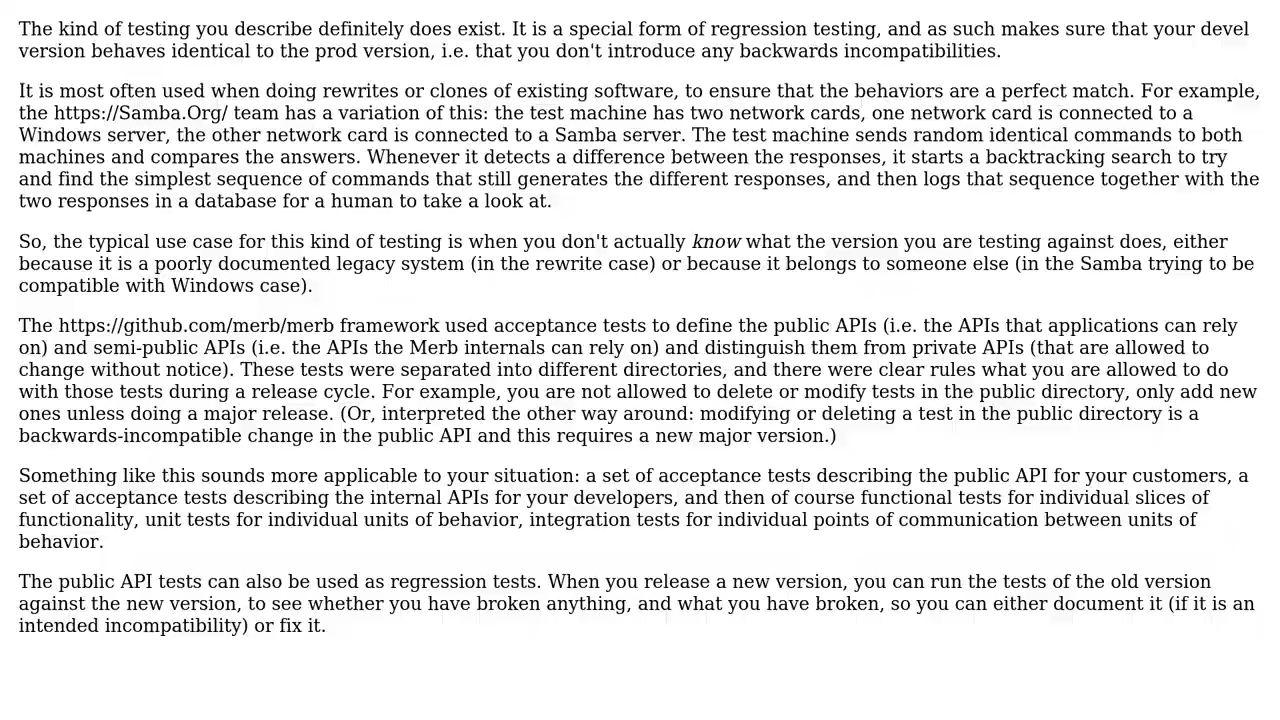 The kind of testing you describe definitely does exist. It is a special form of regression testing, and as such makes sure that your devel
version behaves identical to the prod version, i.e. that you don't introduce any backwards incompatibilities.
It is most often used when doing rewrites or clones of existing software, to ensure that the behaviors are a perfect match. For example,
the https://Samba.Org/ team has a variation of this: the test machine has two network cards, one network card is connected to a
Windows server, the other network card is connected to a Samba server. The test machine sends random identical commands to both
machines and compares the answers. Whenever it detects a difference between the responses, it starts a backtracking search to try
and find the simplest sequence of commands that still generates the different responses, and then logs that sequence together with the
two responses in a database for a human to take a look at.
So, the typical use case for this kind of testing is when you don't actually know what the version you are testing against does, either
because it is a poorly documented legacy system (in the rewrite case) or because it belongs to someone else (in the Samba trying to be
compatible with Windows case).
The https://github.com/merb/merb framework used acceptance tests to define the public APIs (i.e. the APIs that applications can rely
on) and semi-public APIs (i.e. the APIs the Merb internals can rely on) and distinguish them from private APIs (that are allowed to
change without notice). These tests were separated into different directories, and there were clear rules what you are allowed to do
with those tests during a release cycle. For example, you are not allowed to delete or modify tests in the public directory, only add new
ones unless doing a major release. (Or, interpreted the other way around: modifying or deleting a test in the public directory is a
backwards-incompatible change in the public API and this requires a new major version.)
Something like this sounds more applicable to your situation: a set of acceptance tests describing the public API for your customers, a
set of acceptance tests describing the internal APIs for your developers, and then of course functional tests for individual slices of
functionality, unit tests for individual units of behavior, integration tests for individual points of communication between units of
behavior.
The public API tests can also be used as regression tests. When you release a new version, you can run the tests of the old version
against the new version, to see whether you have broken anything, and what you have broken, so you can either document it (if it is an
intended incompatibility) or fix it.